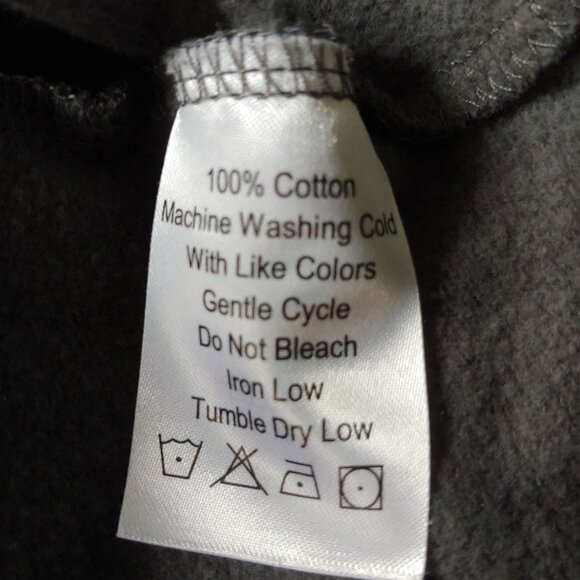 100% Cotton
Machine Washing Cold
With Like Colors
Gentle Cycle
Do Not Bleach
Iron Low
Tumble Dry Low